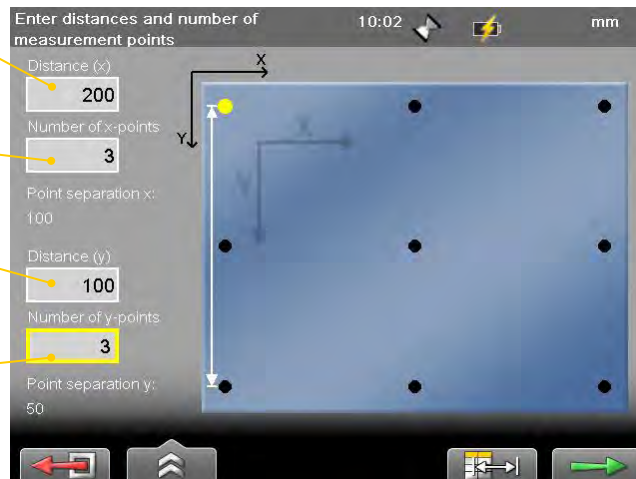 Enter distances and number of
measurement points
10:02
mm
Distance (x)
200
Number of x-points
3
Point separation x:
100
Distance (y)
100
Number of y-points
3
Point separation y:
50
X
Y
X
Y